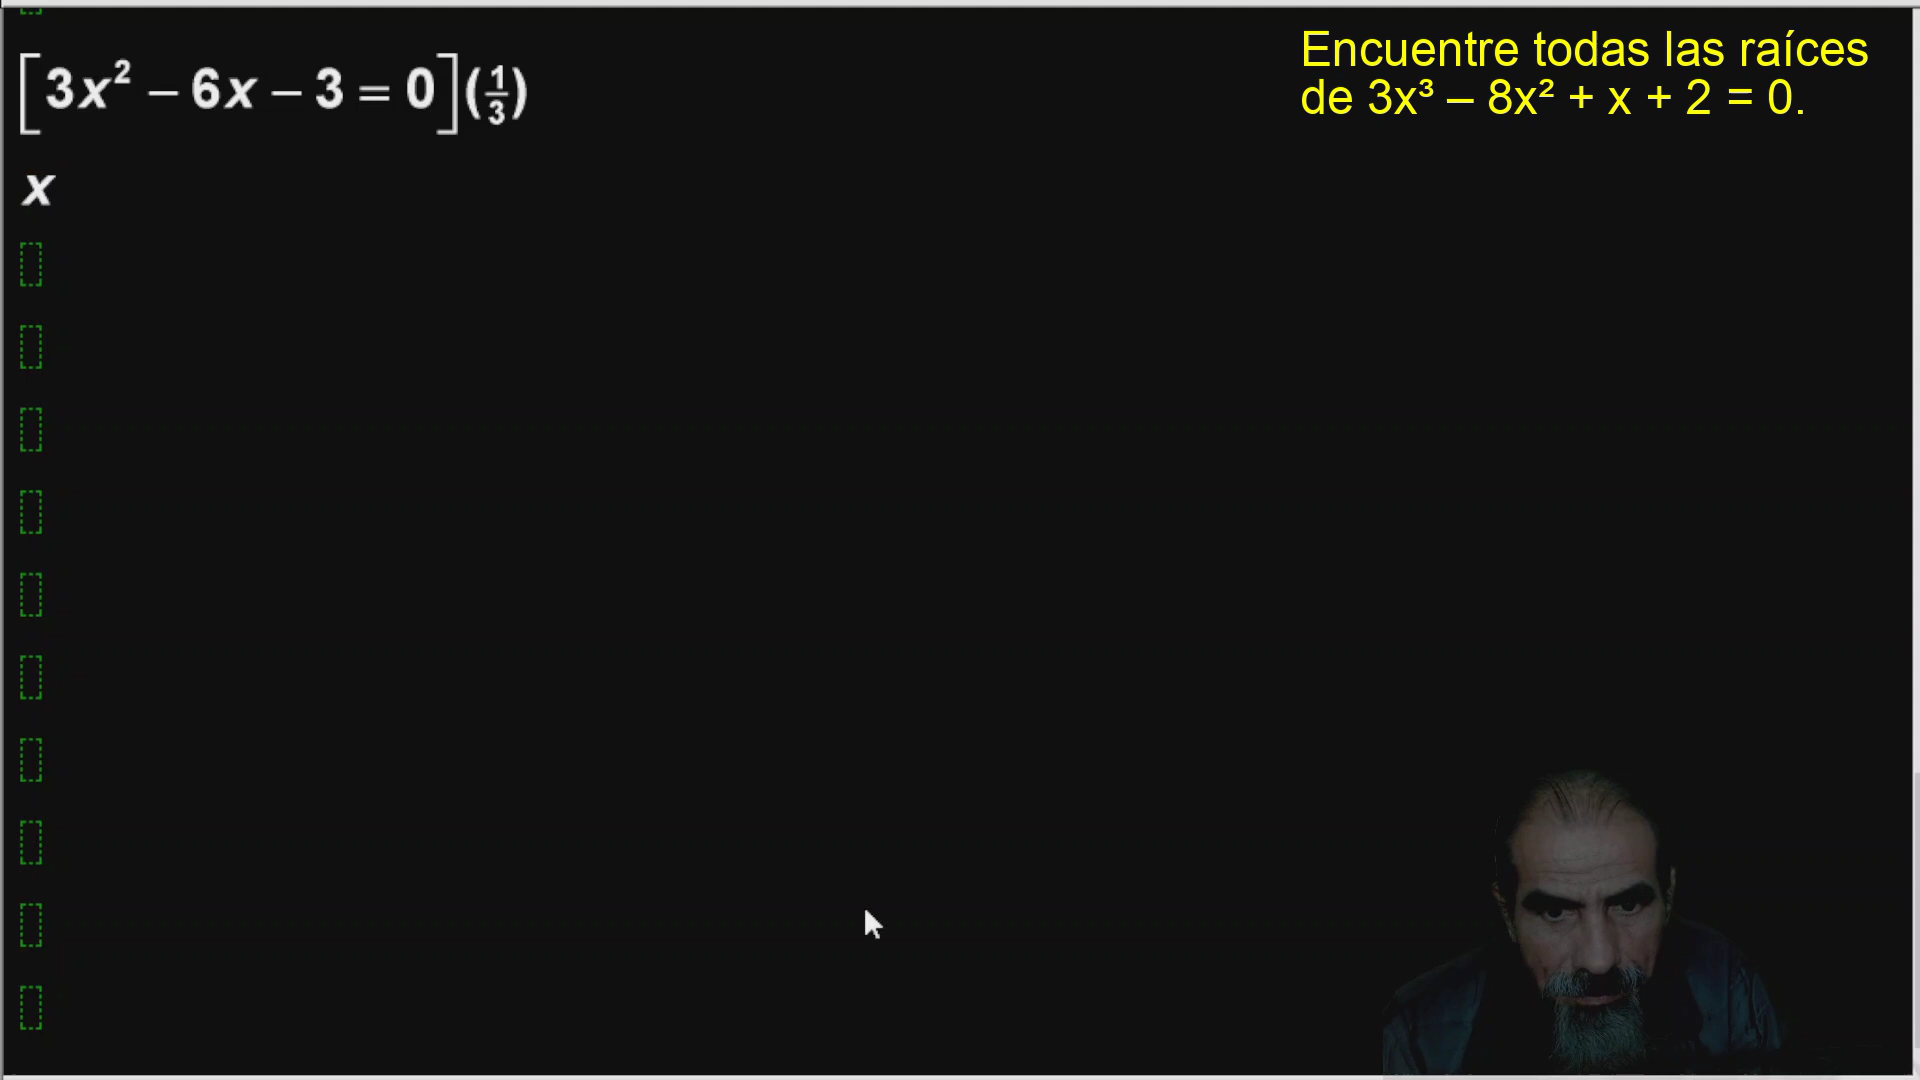 [3x² – 6x – 3 = 0](1/3)
x
Encuentre todas las raíces
de 3x³ – 8x² + x + 2 = 0.